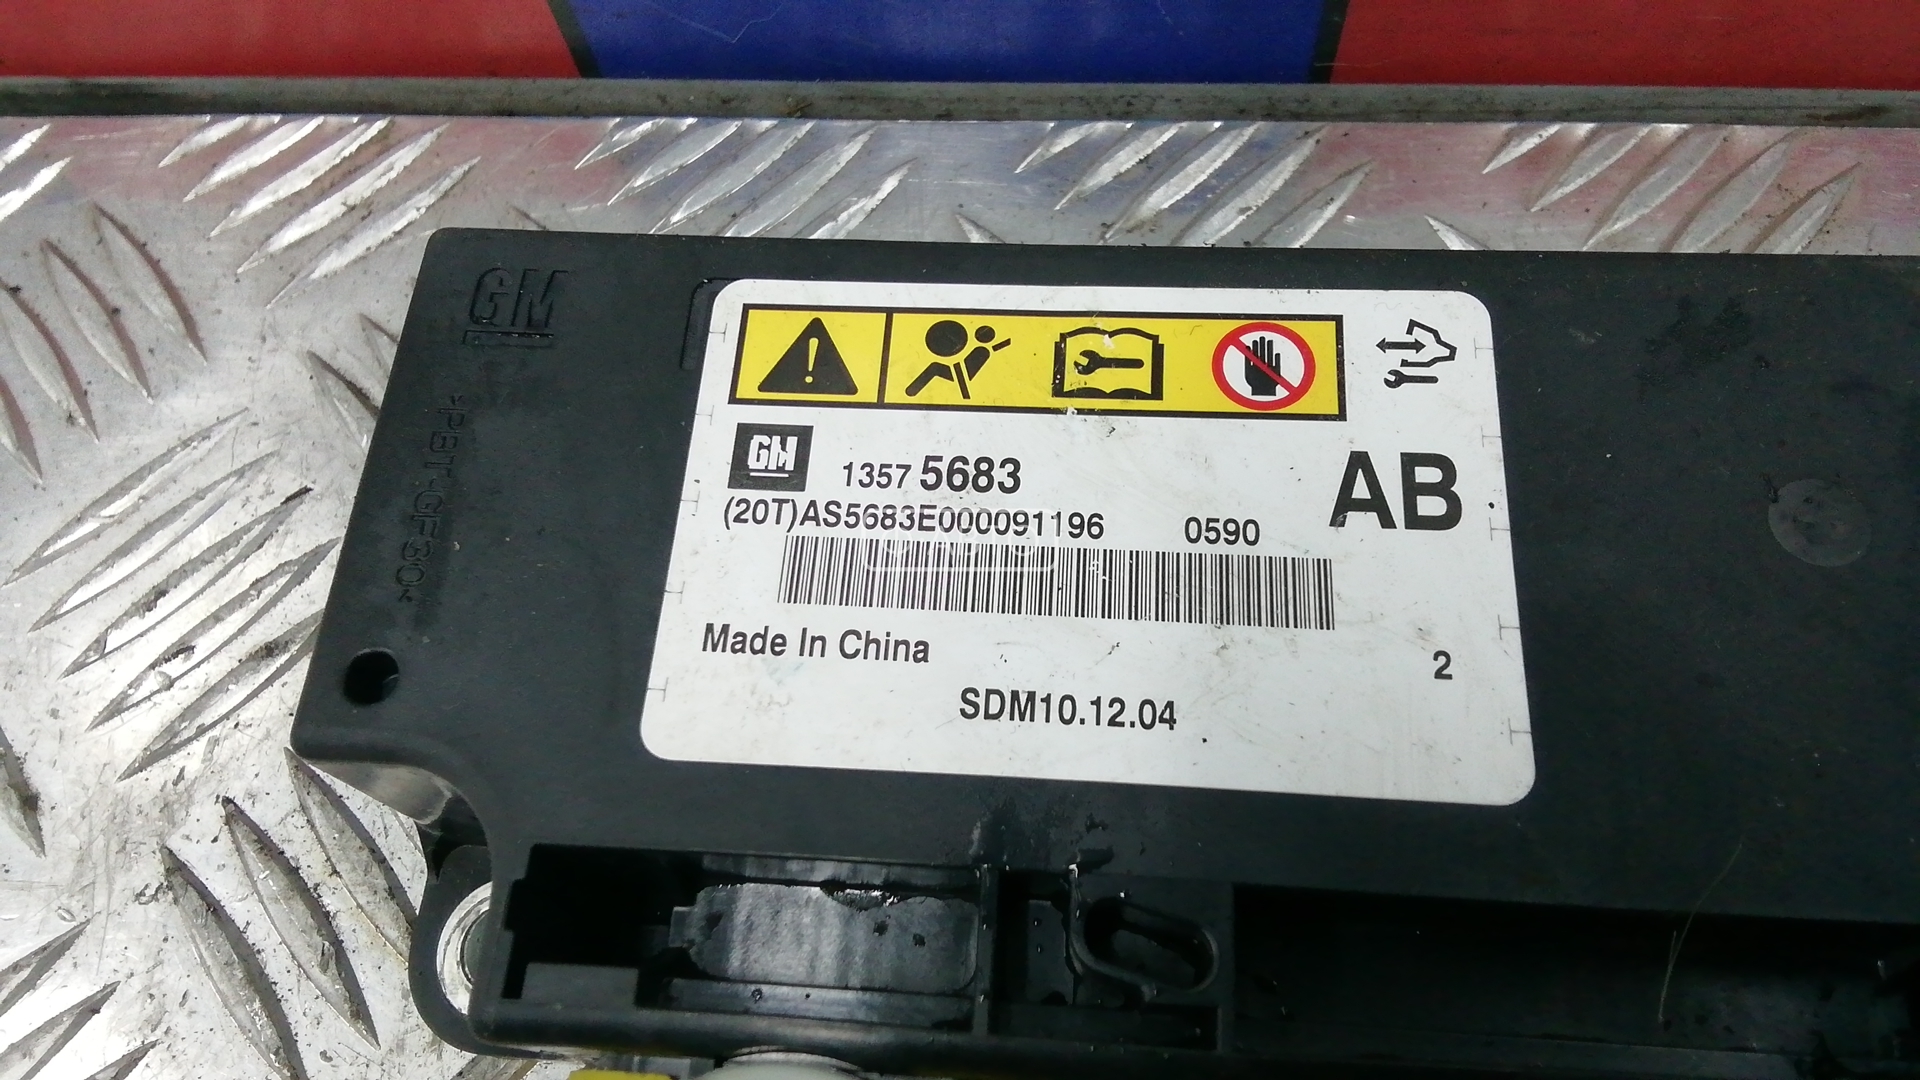 GM
>PBT-GF30<
GM 1357 5683
AB
(20T)AS5683E000091196 0590
Made In China
2
SDM10.12.04